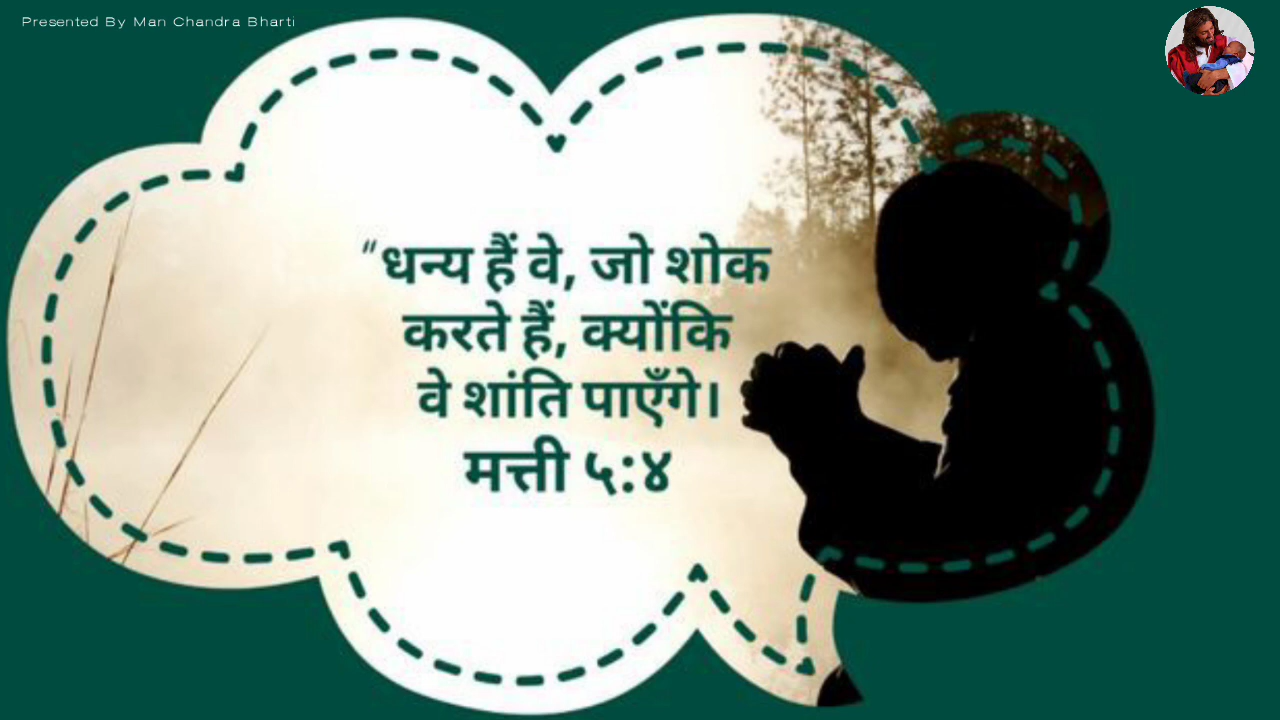 Presented By Man Chandra Bharti
“धन्य हैं वे, जो शोक
करते हैं, क्योंकि
वे शांति पाएँगे।
मत्ती ५:४